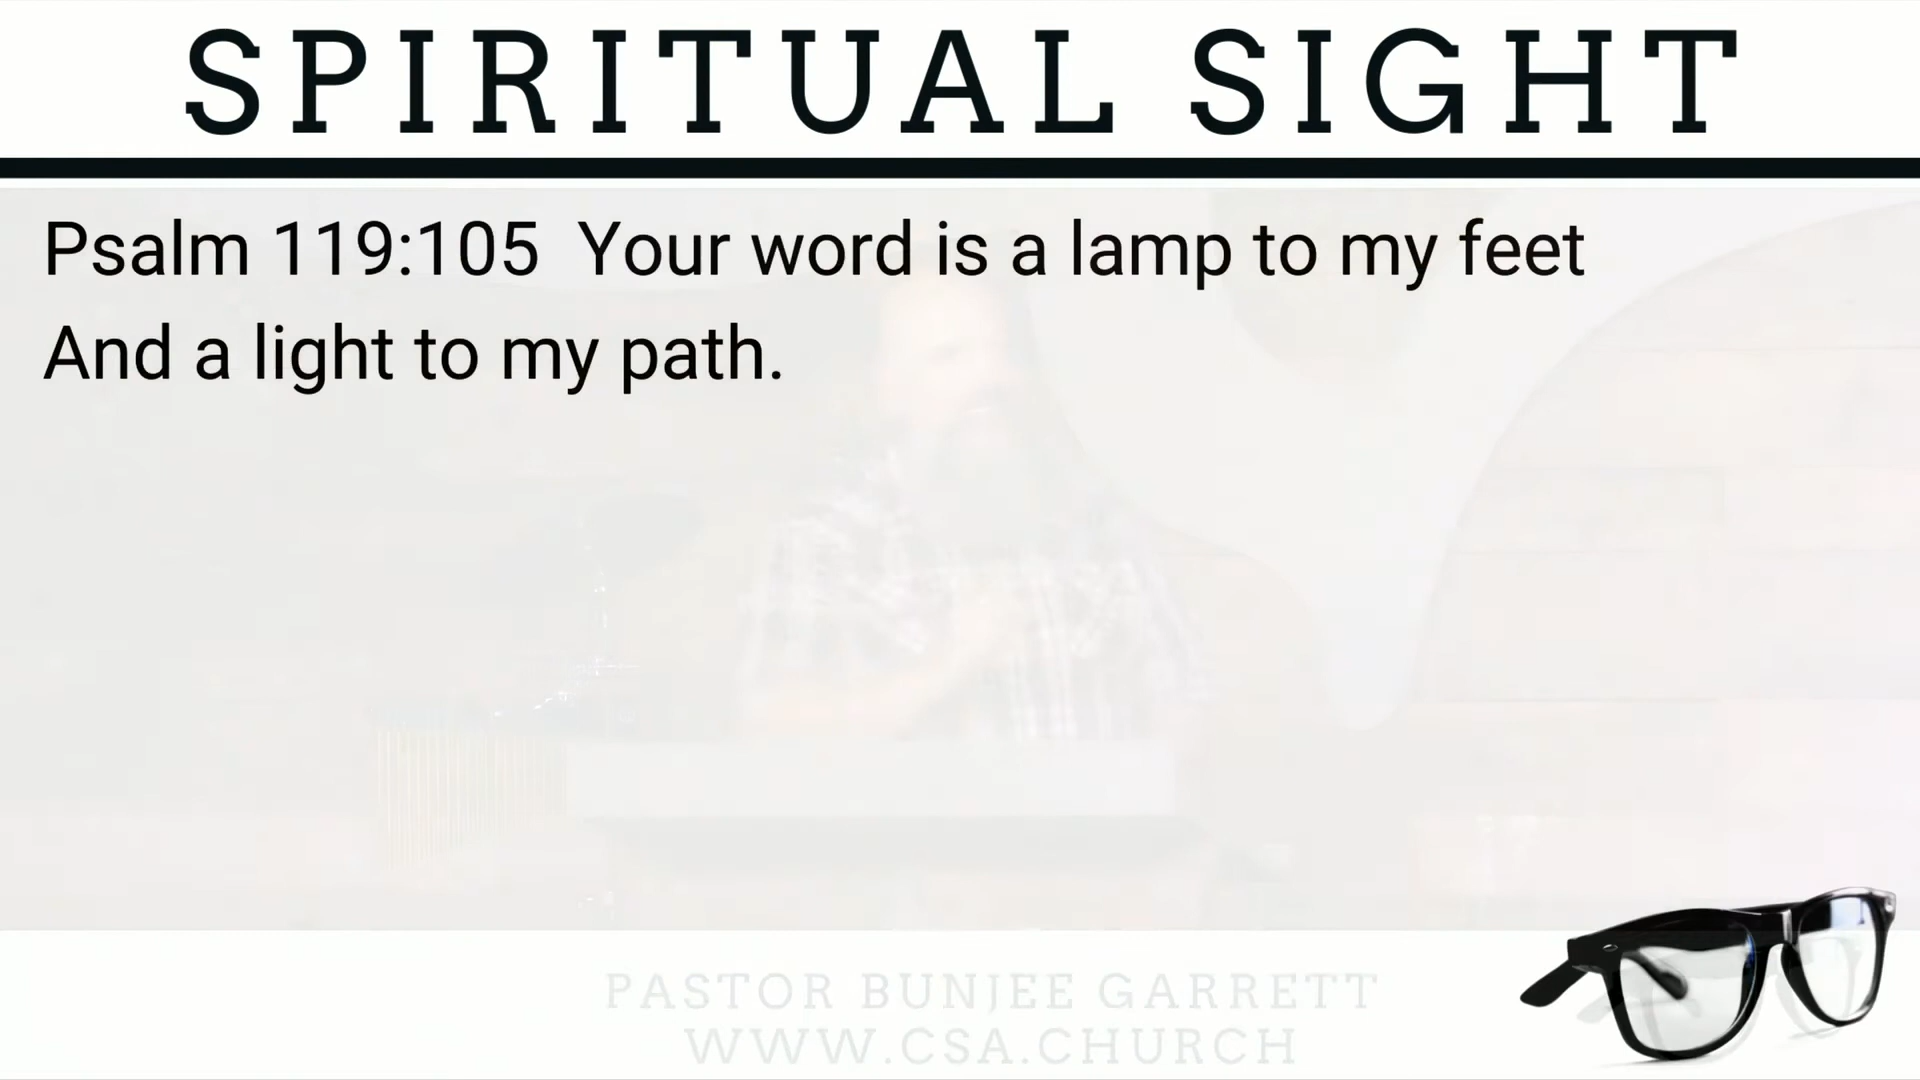 SPIRITUAL SIGHT
Psalm 119:105  Your word is a lamp to my feet
And a light to my path.
PASTOR BUNJEE GARRETT
WWW.CSA.CHURCH